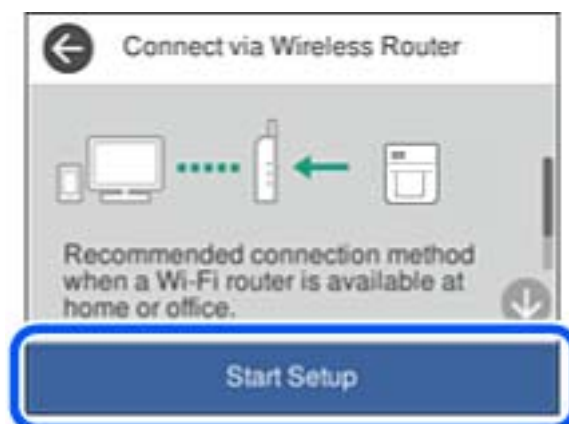 Connect via Wireless Router
Recommended connection method
when a Wi-Fi router is available at
home or office.
Start Setup